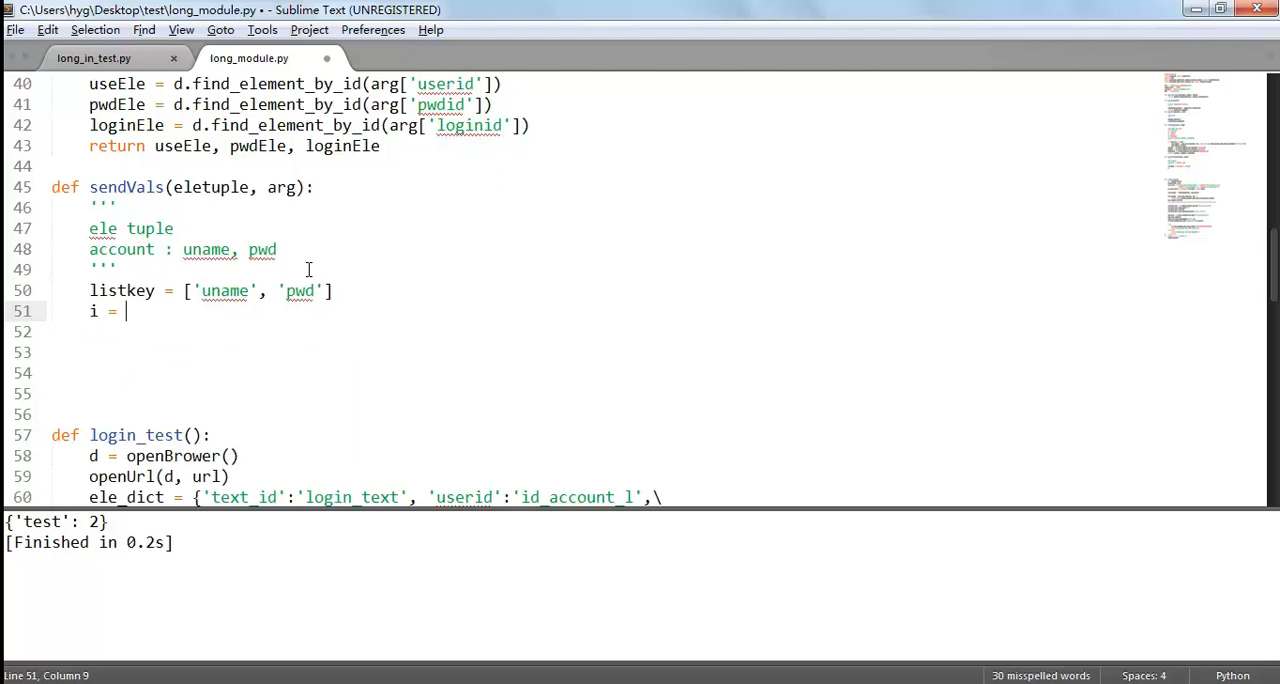 C:\Users\hyg\Desktop\test\long_module.py • - Sublime Text (UNREGISTERED)
File Edit Selection Find View Goto Tools Project Preferences Help
long_in_test.py × long_module.py
40 useEle = d.find_element_by_id(arg['userid'])
41 pwdEle = d.find_element_by_id(arg['pwdid'])
42 loginEle = d.find_element_by_id(arg['loginid'])
43 return useEle, pwdEle, loginEle
44
45 def sendVals(eletuple, arg):
46 '''
47 ele tuple
48 account : uname, pwd
49 '''
50 listkey = ['uname', 'pwd']
51 i =
52
53
54
55
56
57 def login_test():
58 d = openBrower()
59 openUrl(d, url)
60 ele_dict = {'text_id':'login_text', 'userid':'id_account_l',\
{'test': 2}
[Finished in 0.2s]
Line 51, Column 9 30 misspelled words Spaces: 4 Python